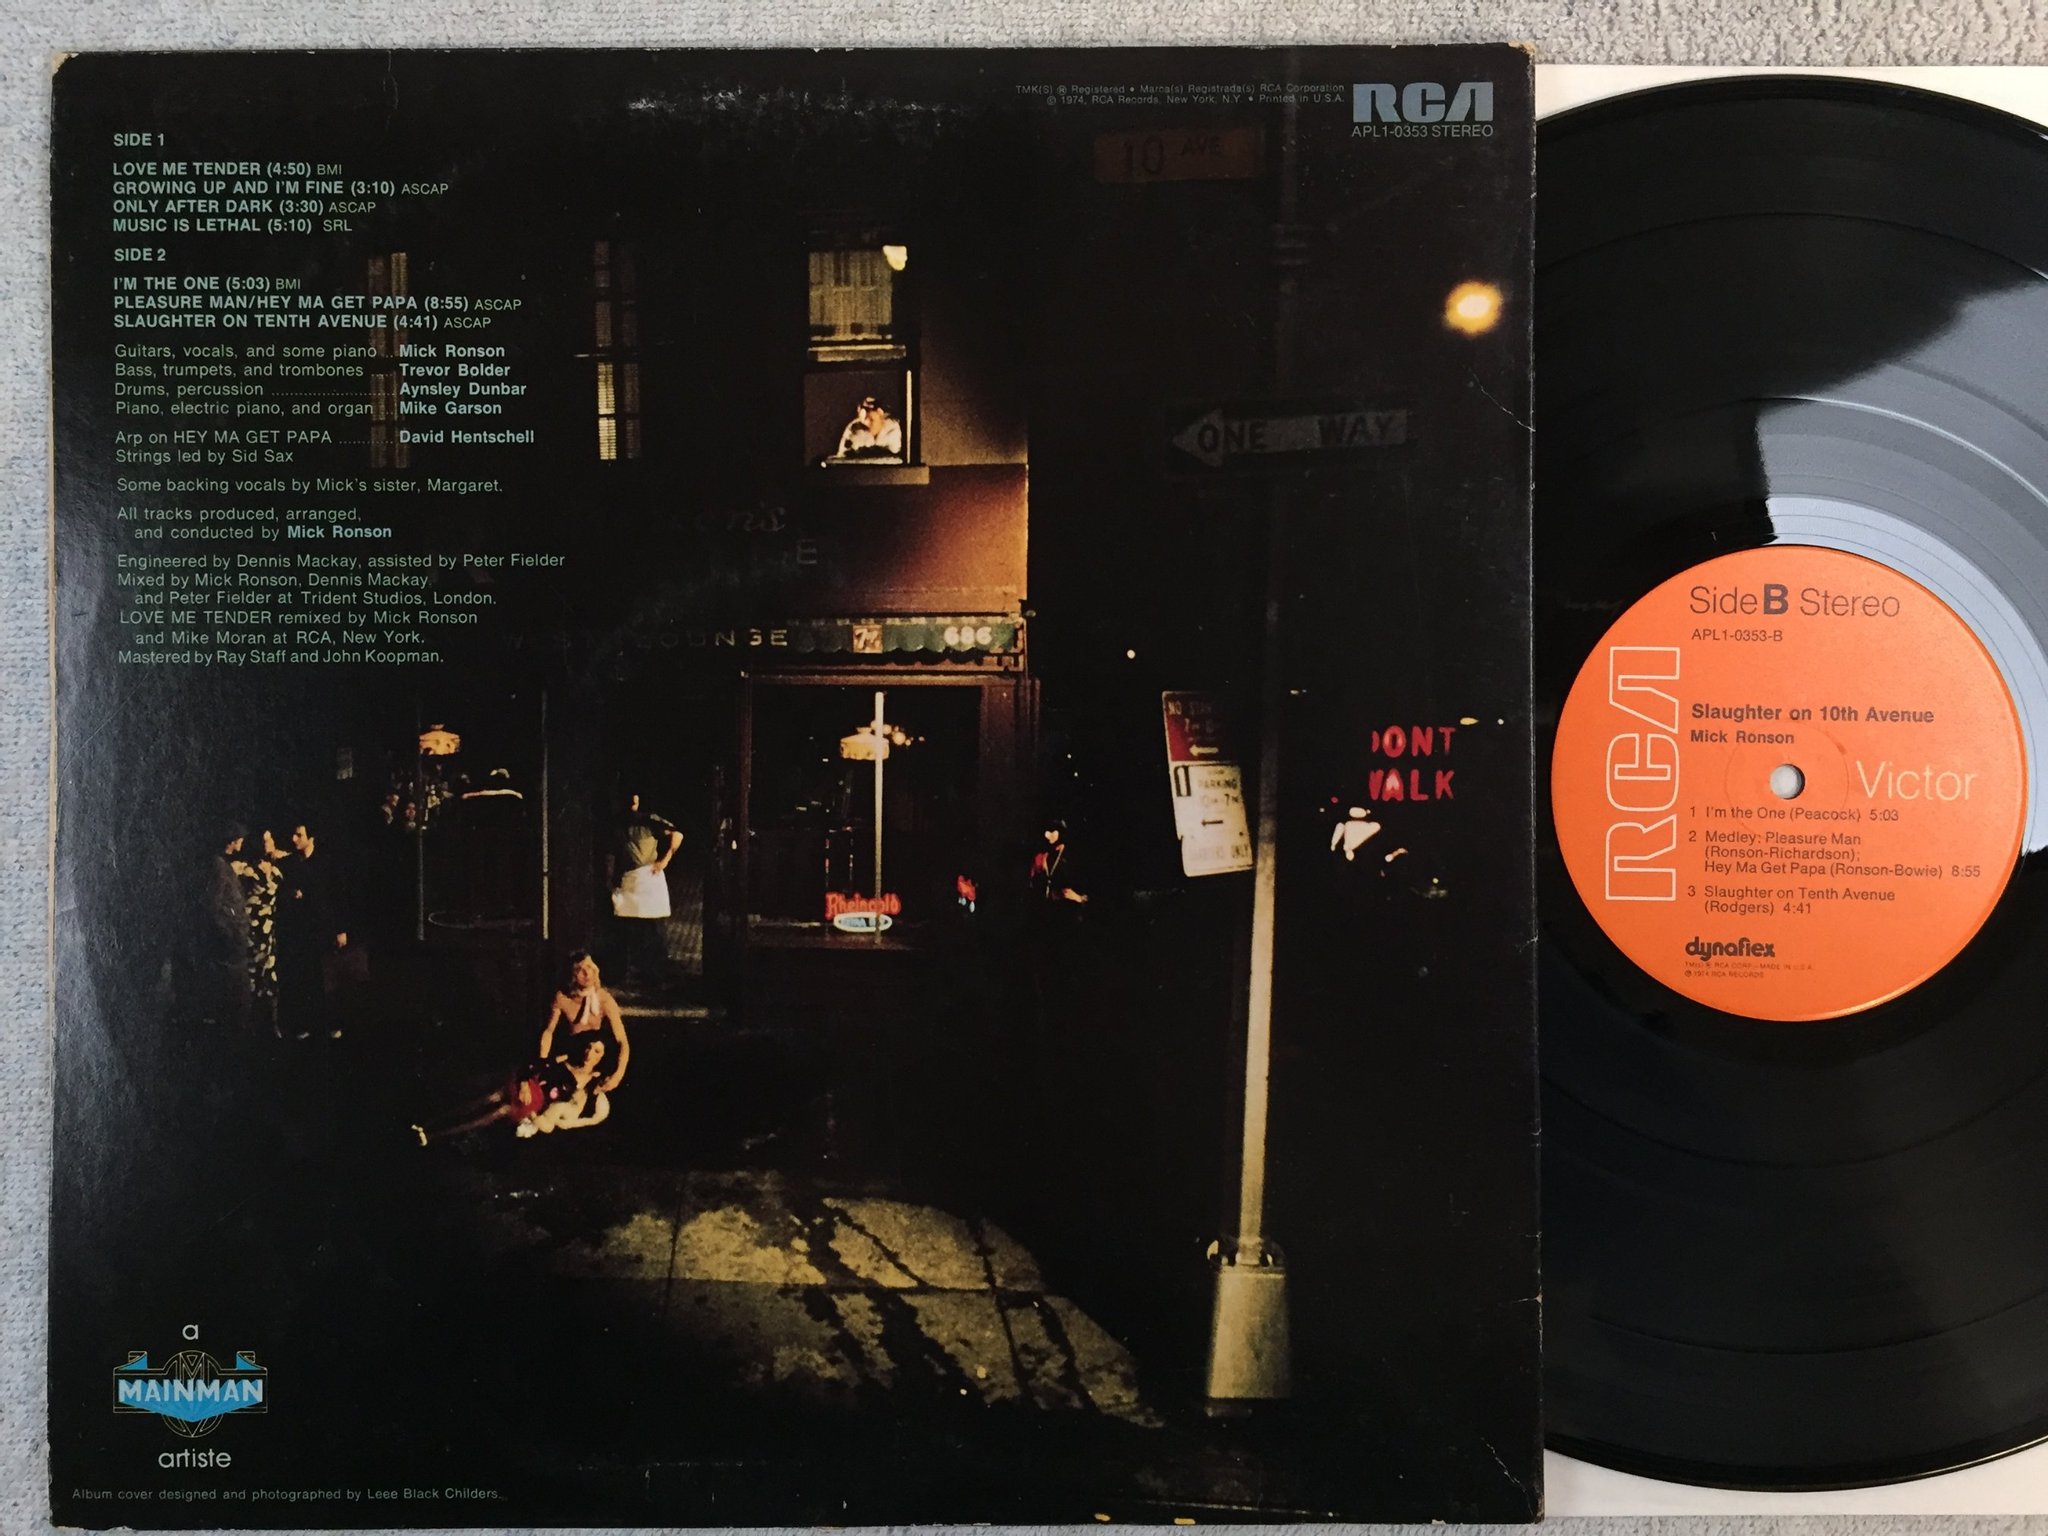 TMK(S) ® Registered • Marca(s) Registrada(s) RCA Corporation
© 1974, RCA Records, New York, N.Y. • Printed in U.S.A.
RCA
APL1-0353 STEREO
SIDE 1
LOVE ME TENDER (4:50) BMI
GROWING UP AND I'M FINE (3:10) ASCAP
ONLY AFTER DARK (3:30) ASCAP
MUSIC IS LETHAL (5:10) SRL
SIDE 2
I'M THE ONE (5:03) BMI
PLEASURE MAN/HEY MA GET PAPA (8:55) ASCAP
SLAUGHTER ON TENTH AVENUE (4:41) ASCAP
Guitars, vocals, and some piano .. Mick Ronson
Bass, trumpets, and trombones .... Trevor Bolder
Drums, percussion ........................ Aynsley Dunbar
Piano, electric piano, and organ ... Mike Garson
Arp on HEY MA GET PAPA ........... David Hentschell
Strings led by Sid Sax
Some backing vocals by Mick's sister, Margaret.
All tracks produced, arranged,
and conducted by Mick Ronson
Engineered by Dennis Mackay, assisted by Peter Fielder
Mixed by Mick Ronson, Dennis Mackay,
and Peter Fielder at Trident Studios, London.
LOVE ME TENDER remixed by Mick Ronson
and Mike Moran at RCA, New York.
Mastered by Ray Staff and John Koopman.
10 AVE
ONE WAY
LOUNGE 686
DONT
WALK
Rheingold
a
MAINMAN
artiste
Album cover designed and photographed by Leee Black Childers.
Side B Stereo
APL1-0353-B
RCA
Slaughter on 10th Avenue
Mick Ronson
Victor
1 I'm the One (Peacock) 5:03
2 Medley: Pleasure Man
(Ronson-Richardson);
Hey Ma Get Papa (Ronson-Bowie) 8:55
3 Slaughter on Tenth Avenue
(Rodgers) 4:41
dynaflex
TM(s) ® RCA CORP.—MADE IN U.S.A.
℗ 1974 RCA RECORDS